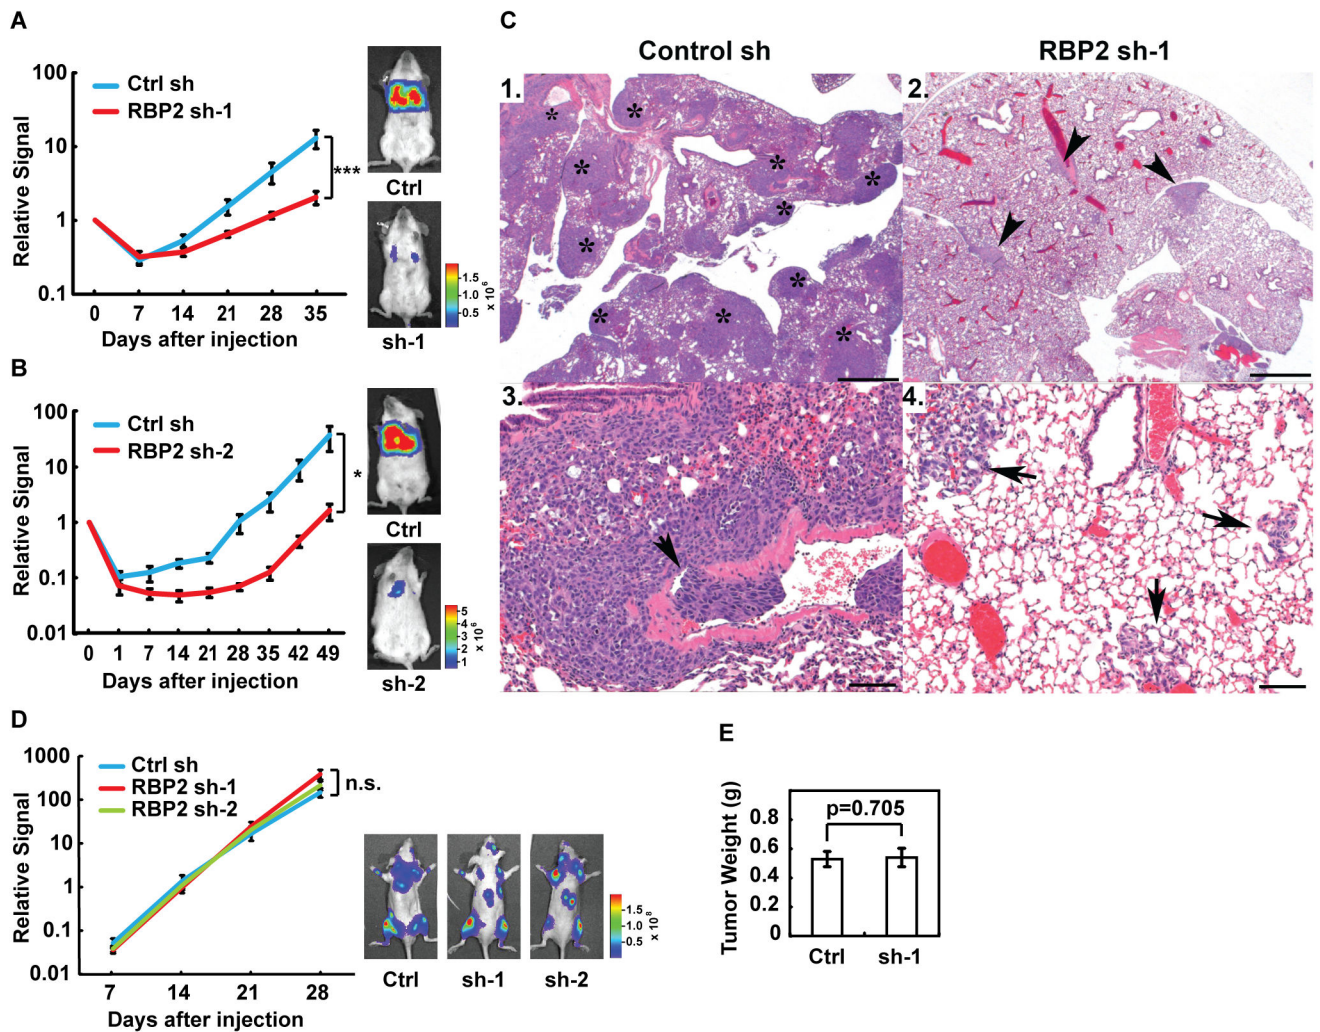 A
100
10
1
0.1
Relative Signal
Ctrl sh
RBP2 sh-1
***
0 7 14 21 28 35
Days after injection
Ctrl
sh-1
1.5
1.0
0.5
x 10^6
B
100
10
1
0.1
0.01
Relative Signal
Ctrl sh
RBP2 sh-2
*
0 1 7 14 21 28 35 42 49
Days after injection
Ctrl
sh-2
5
4
3
2
1
x 10^6
C
Control sh RBP2 sh-1
1. 2.
* * * * * * * * * * *
3. 4.
D
1000
100
10
1
0.1
0.01
Relative Signal
Ctrl sh
RBP2 sh-1
RBP2 sh-2
n.s.
7 14 21 28
Days after injection
Ctrl sh-1 sh-2
1.5
1.0
0.5
x 10^8
E
Tumor Weight (g)
0.8
0.6
0.4
0.2
0
p=0.705
Ctrl sh-1